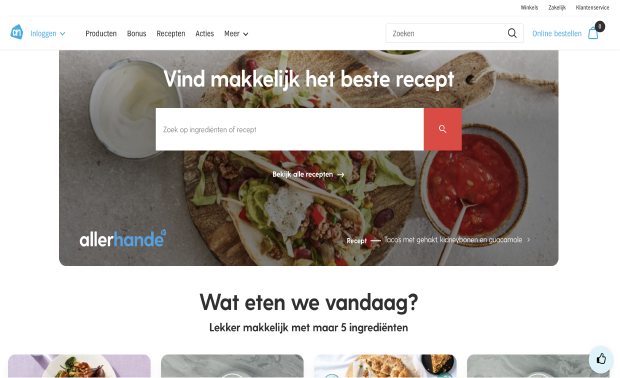 Winkels Zakelijk Klantenservice
ah Inloggen Producten Bonus Recepten Acties Meer Zoeken Online bestellen 0
Vind makkelijk het beste recept
Zoek op ingrediënten of recept
Bekijk alle recepten →
allerhande
Recept — Taco's met gehakt, kidneybonen en guacamole
Wat eten we vandaag?
Lekker makkelijk met maar 5 ingrediënten